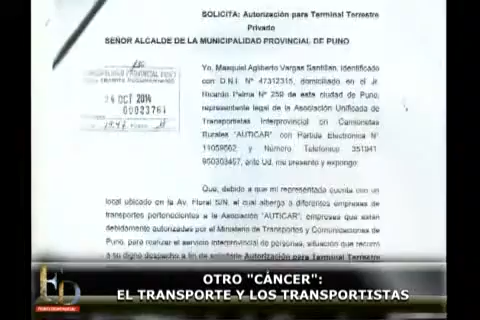 SOLICITA: Autorización para Terminal Terrestre
Privado
SEÑOR ALCALDE DE LA MUNICIPALIDAD PROVINCIAL DE PUNO
PROVINCIAL PUNO
24 OCT 2014
00023761
Yo, Masquiel Agliberto Vargas Santillan, identificado
con D.N.I. N° 47312315, domiciliado en el Jr.
Ricardo Palma N° 259 de esta ciudad de Puno,
representante legal de la Asociación Unificada de
Transportistas Interprovincial en Camionetas
Rurales "AUTICAR" con Partida Electronica N°
11059562 y Número Telefonico 351941
950303457, ante Ud. me presento y expongo:
Que, debido a que mi representada cuenta con un
local ubicado en la Av. Floral S/N, el cual alberga a diferentes empresas de
transportes pertenecientes a la Asociación "AUTICAR", empresas que están
debidamente autorizadas por el Ministerio de Transportes y Comunicaciones de
Puno, para realizar el servicio interprovincial de personas, situación que recurro
a su digno despacho a fin de solicitarle Autorización para Terminal Terrestre
OTRO "CÁNCER":
EL TRANSPORTE Y LOS TRANSPORTISTAS